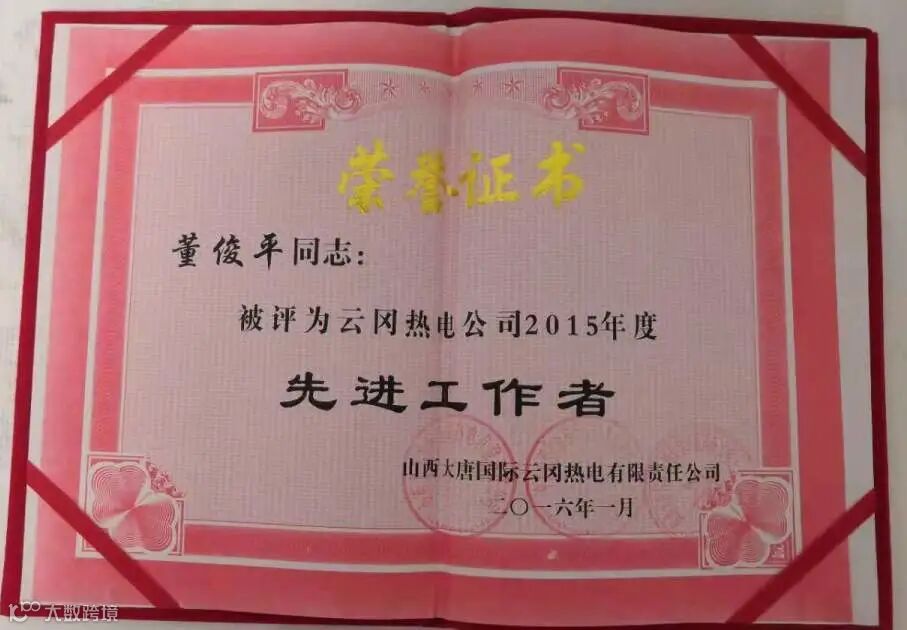 荣誉证书
董俊平同志：
被评为云冈热电公司2015年度
先进工作者
山西大唐国际云冈热电有限责任公司
二〇一六年一月
大数跨境